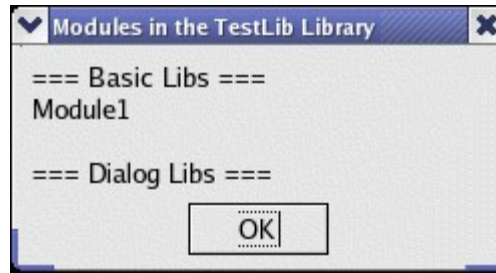 Modules in the TestLib Library
=== Basic Libs ===
Module1
=== Dialog Libs ===
OK